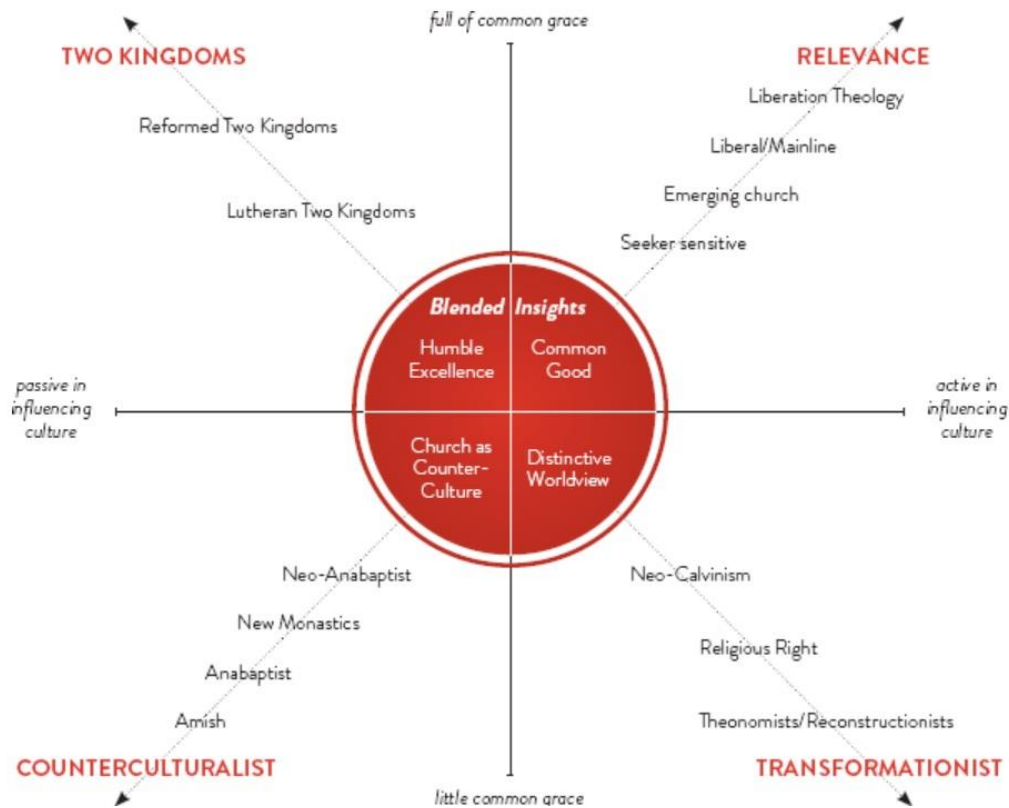 full of common grace
TWO KINGDOMS
RELEVANCE
Liberation Theology
Reformed Two Kingdoms
Liberal/Mainline
Emerging church
Lutheran Two Kingdoms
Seeker sensitive
Blended Insights
Humble
Excellence
Common
Good
passive in
influencing
culture
active in
influencing
culture
Church as
Counter-
Culture
Distinctive
Worldview
Neo-Anabaptist
Neo-Calvinism
New Monastics
Religious Right
Anabaptist
Amish
Theonomists/Reconstructionists
COUNTERCULTURALIST
TRANSFORMATIONIST
little common grace